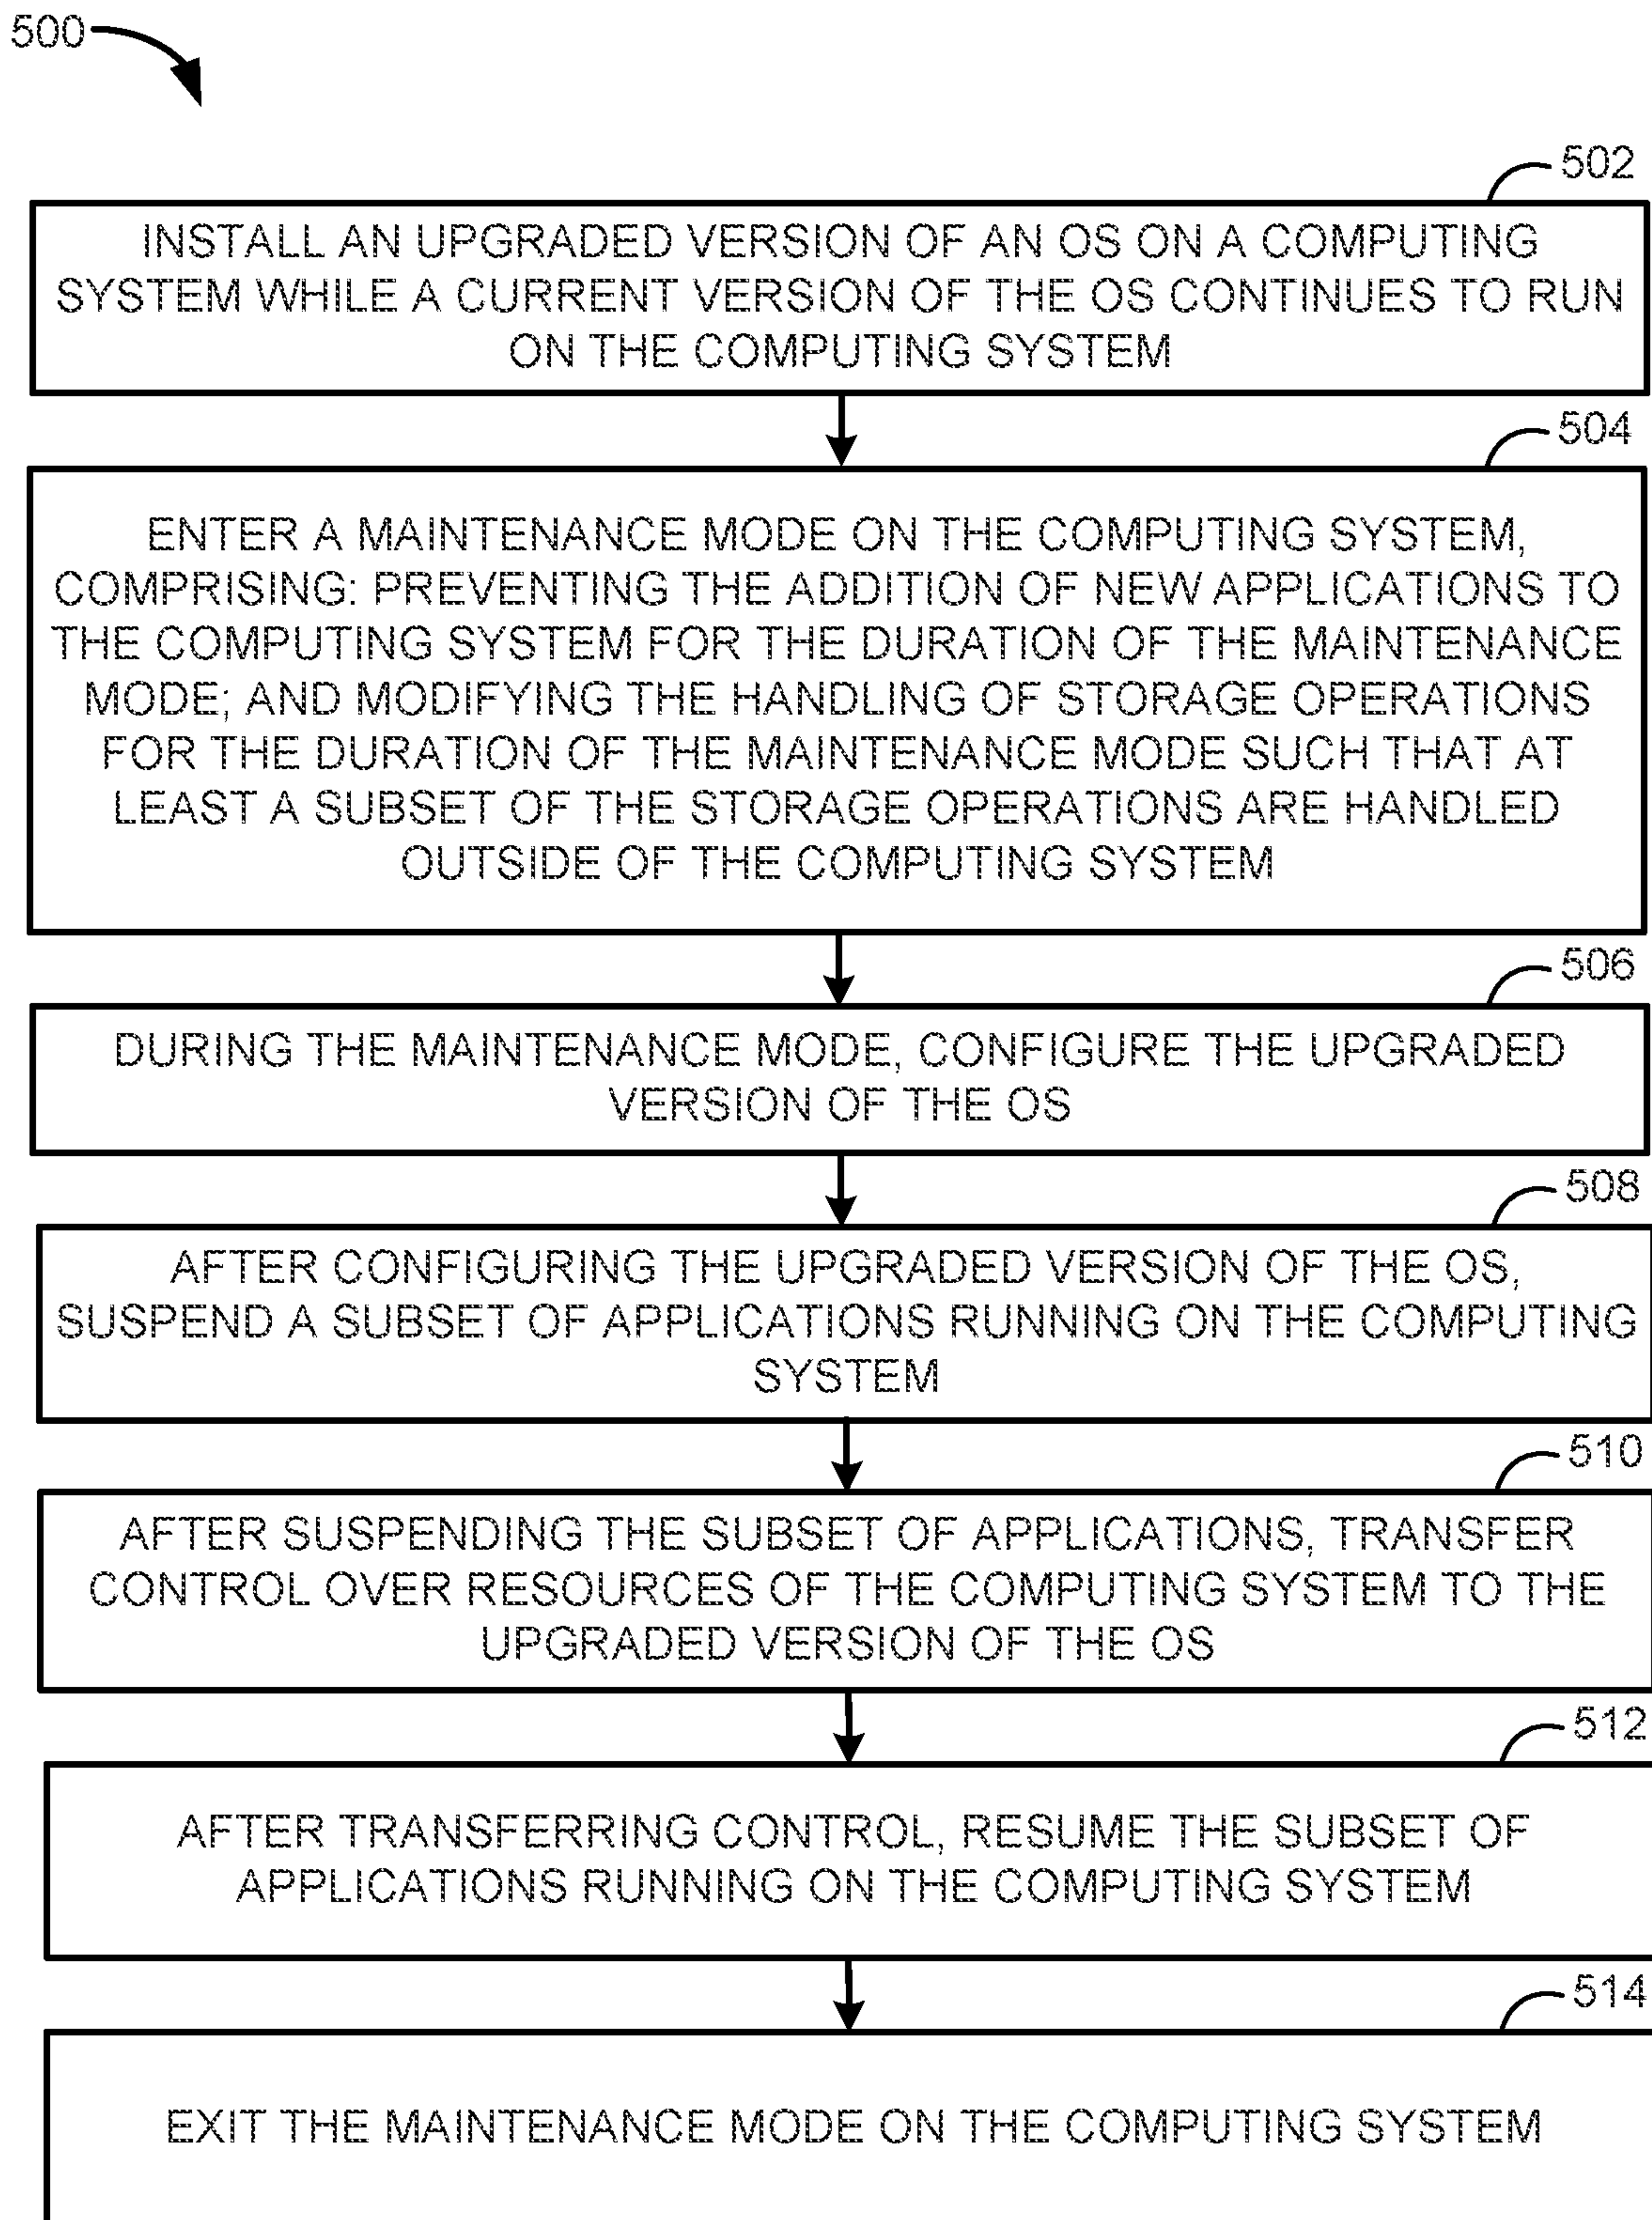 500
502
INSTALL AN UPGRADED VERSION OF AN OS ON A COMPUTING
SYSTEM WHILE A CURRENT VERSION OF THE OS CONTINUES TO RUN
ON THE COMPUTING SYSTEM
504
ENTER A MAINTENANCE MODE ON THE COMPUTING SYSTEM,
COMPRISING: PREVENTING THE ADDITION OF NEW APPLICATIONS TO
THE COMPUTING SYSTEM FOR THE DURATION OF THE MAINTENANCE
MODE; AND MODIFYING THE HANDLING OF STORAGE OPERATIONS
FOR THE DURATION OF THE MAINTENANCE MODE SUCH THAT AT
LEAST A SUBSET OF THE STORAGE OPERATIONS ARE HANDLED
OUTSIDE OF THE COMPUTING SYSTEM
506
DURING THE MAINTENANCE MODE, CONFIGURE THE UPGRADED
VERSION OF THE OS
508
AFTER CONFIGURING THE UPGRADED VERSION OF THE OS,
SUSPEND A SUBSET OF APPLICATIONS RUNNING ON THE COMPUTING
SYSTEM
510
AFTER SUSPENDING THE SUBSET OF APPLICATIONS, TRANSFER
CONTROL OVER RESOURCES OF THE COMPUTING SYSTEM TO THE
UPGRADED VERSION OF THE OS
512
AFTER TRANSFERRING CONTROL, RESUME THE SUBSET OF
APPLICATIONS RUNNING ON THE COMPUTING SYSTEM
514
EXIT THE MAINTENANCE MODE ON THE COMPUTING SYSTEM